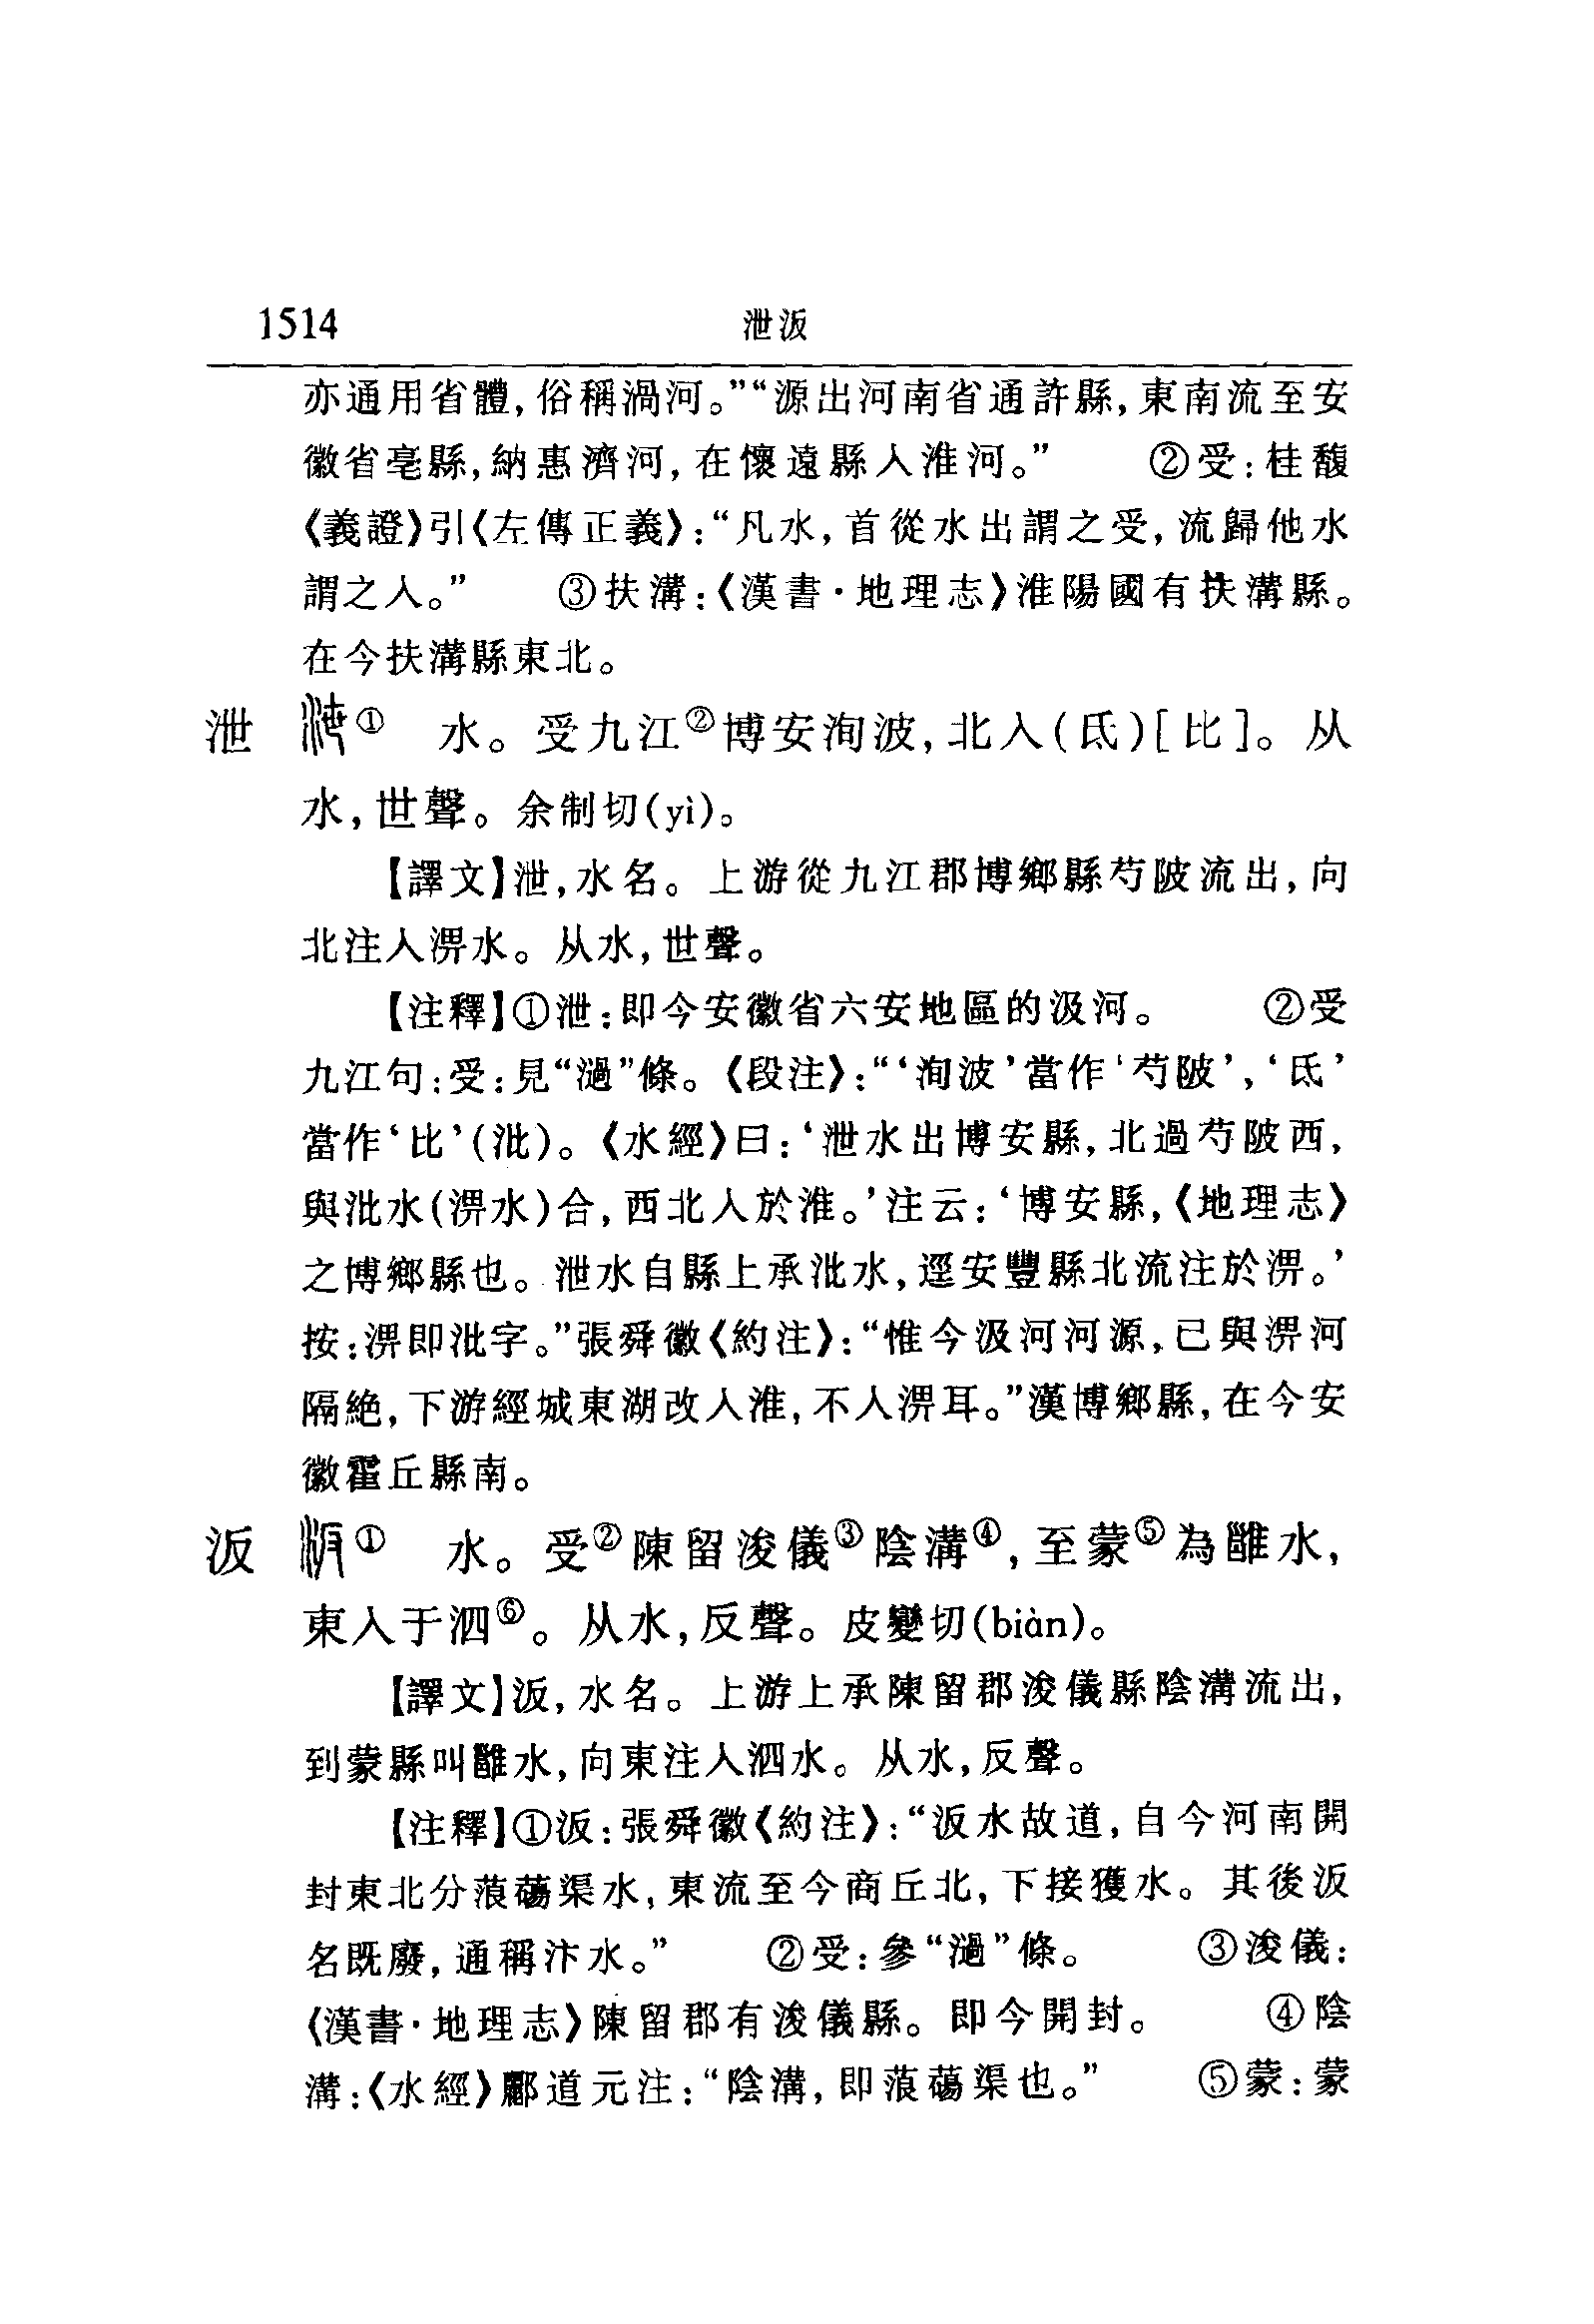 1514 泄汳
亦通用省體,俗稱渦河。”“源出河南省通許縣,東南流至安
徽省亳縣,納惠濟河,在懷遠縣入淮河。” ②受:桂馥
《義證》引《左傳正義》:“凡水,首從水出謂之受,流歸他水
謂之入。” ③扶溝:《漢書·地理志》淮陽國有扶溝縣。
在今扶溝縣東北。
泄 ① 水。受九江②博安洵波,北入(氐)[比]。从
水,世聲。余制切(yì)。
【譯文】泄,水名。上游從九江郡博鄉縣芍陂流出,向
北注入淠水。从水,世聲。
【注釋】①泄:即今安徽省六安地區的汲河。 ②受
九江句:受:見“濄”條。《段注》:“‘洵波’當作‘芍陂’,‘氐’
當作‘比’(沘)。《水經》曰:‘泄水出博安縣,北過芍陂西,
與沘水(淠水)合,西北入於淮。’注云:‘博安縣,《地理志》
之博鄉縣也。泄水自縣上承沘水,逕安豐縣北流注於淠。’
按:淠即沘字。”張舜徽《約注》:“惟今汲河河源,已與淠河
隔絶,下游經城東湖改入淮,不入淠耳。”漢博鄉縣,在今安
徽霍丘縣南。
汳 ① 水。受②陳留浚儀③陰溝④,至蒙⑤為雝水,
東入于泗⑥。从水,反聲。皮變切(biàn)。
【譯文】汳,水名。上游上承陳留郡浚儀縣陰溝流出,
到蒙縣叫雝水,向東注入泗水。从水,反聲。
【注釋】①汳:張舜徽《約注》:“汳水故道,自今河南開
封東北分蒗蕩渠水,東流至今商丘北,下接獲水。其後汳
名既廢,通稱汴水。” ②受:參“濄”條。 ③浚儀:
《漢書·地理志》陳留郡有浚儀縣。即今開封。 ④陰
溝:《水經》酈道元注:“陰溝,即蒗蕩渠也。” ⑤蒙:蒙